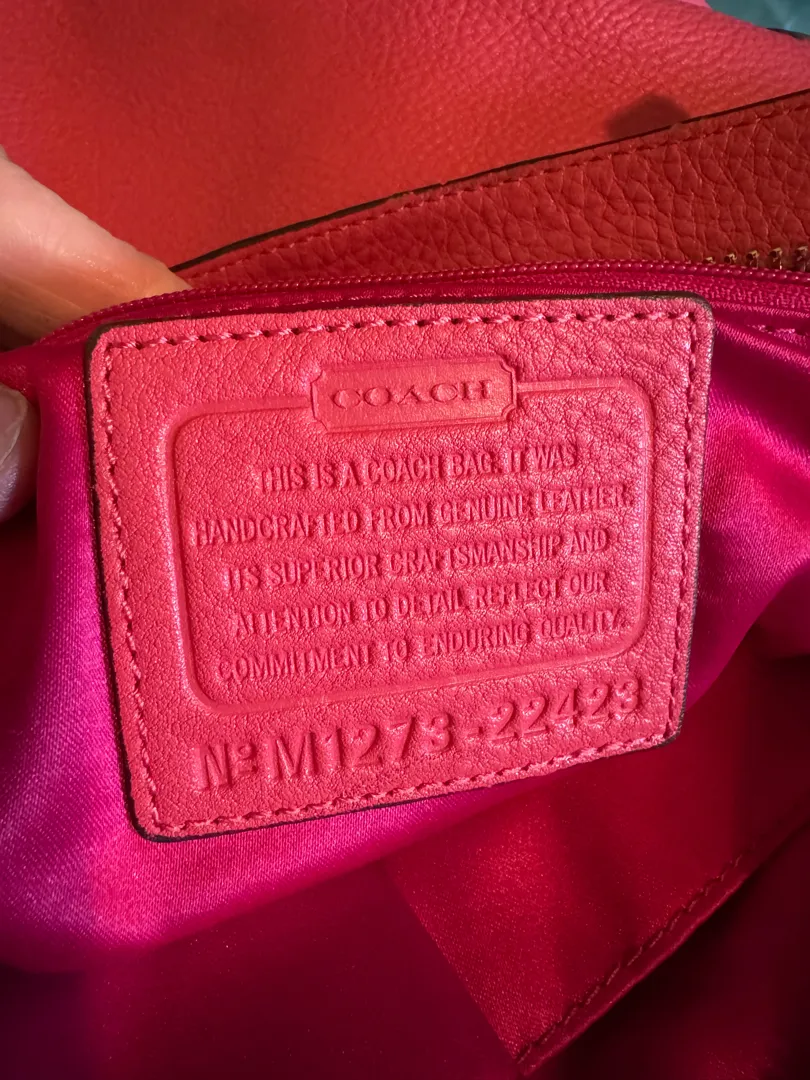 COACH
THIS IS A COACH BAG. IT WAS
HANDCRAFTED FROM GENUINE LEATHER.
ITS SUPERIOR CRAFTSMANSHIP AND
ATTENTION TO DETAIL REFLECT OUR
COMMITMENT TO ENDURING QUALITY.
Nº M1273-22423